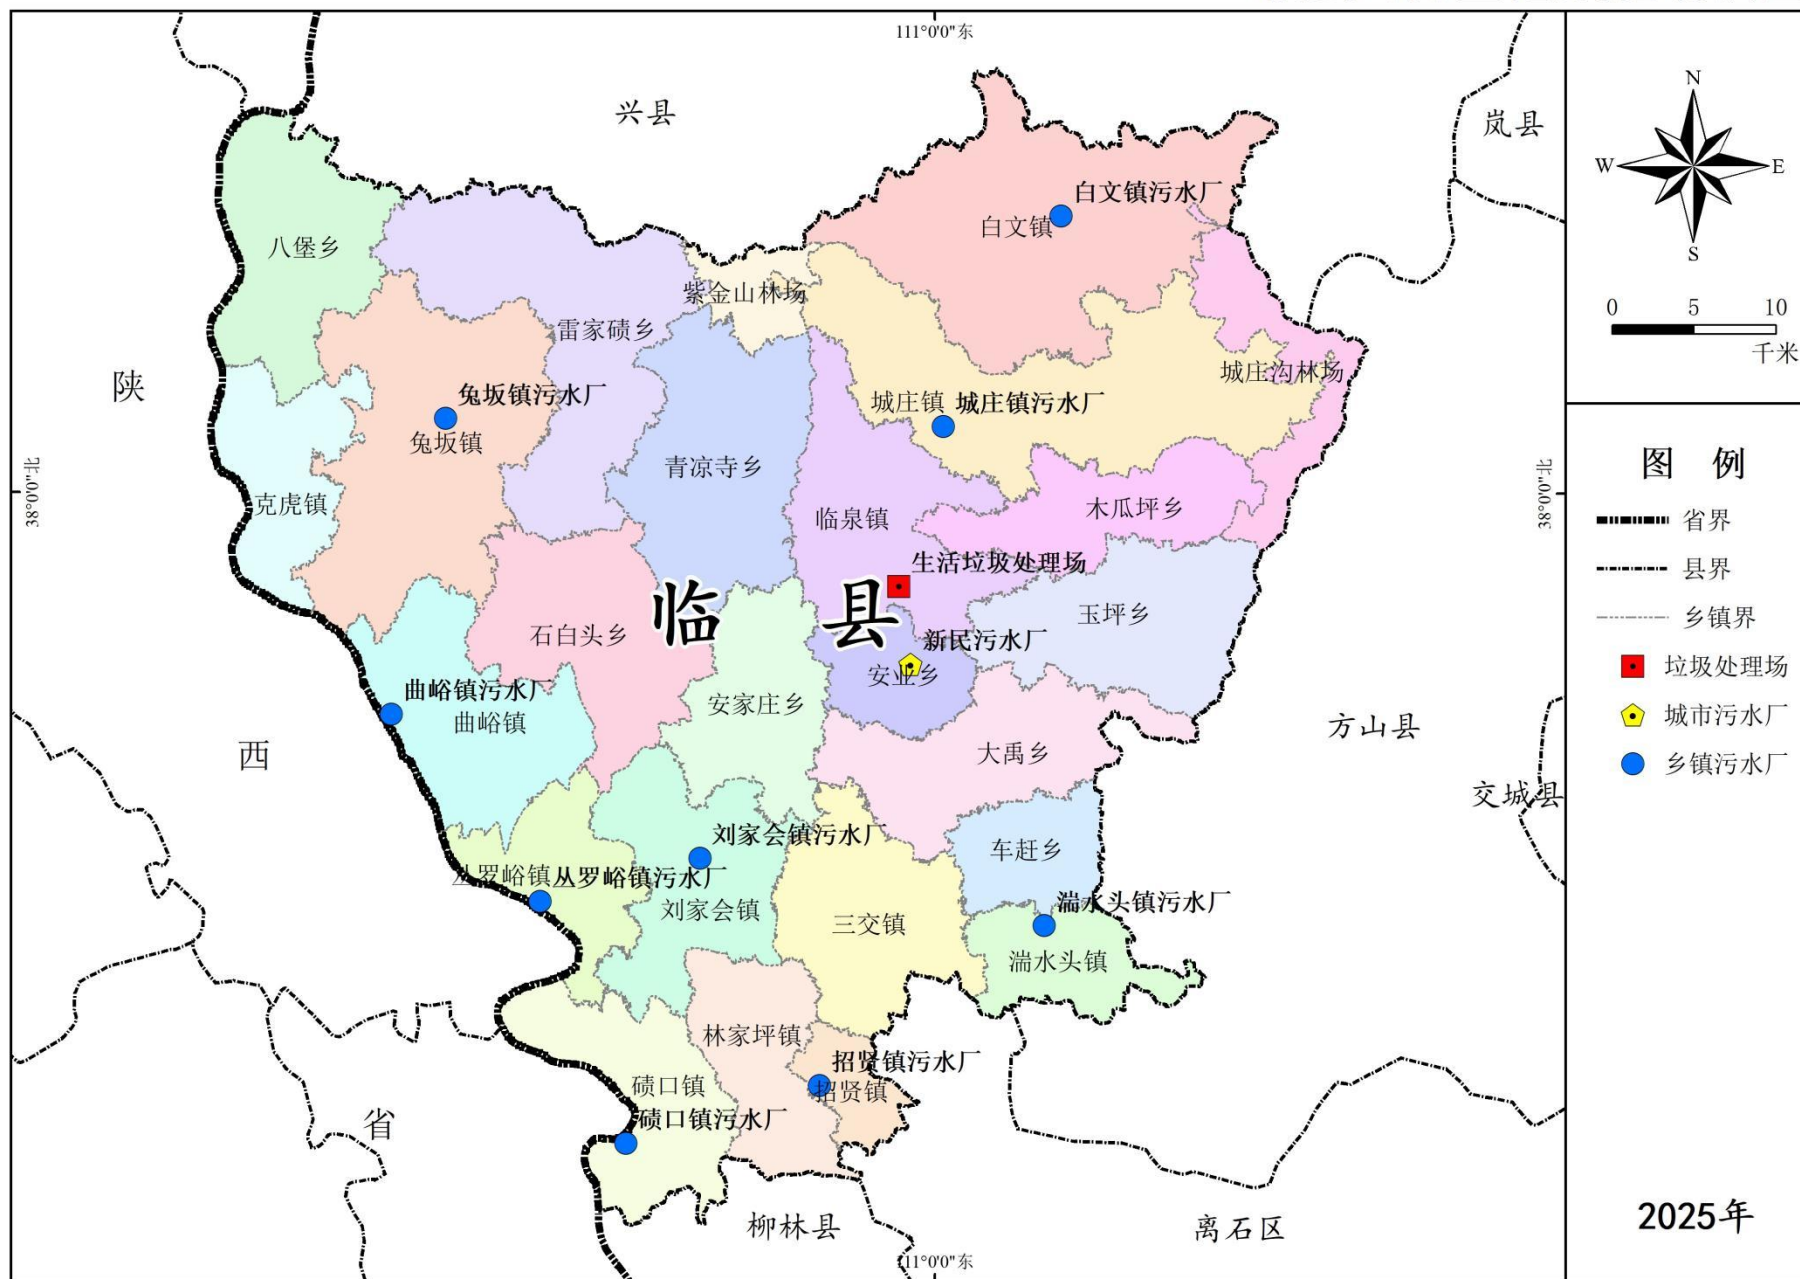 111°0'0"东
兴县
岚县
N
W
E
S
白文镇污水厂
白文镇
八堡乡
紫金山林场
雷家碛乡
0 5 10
千米
陕
城庄沟林场
兔坂镇污水厂
城庄镇
城庄镇污水厂
兔坂镇
青凉寺乡
38°0'0"北
38°0'0"北
图 例
克虎镇
临泉镇
木瓜坪乡
省界
生活垃圾处理场
县界
临 县
玉坪乡
乡镇界
石白头乡
新民污水厂
安业乡
垃圾处理场
曲峪镇污水厂
曲峪镇
安家庄乡
城市污水厂
方山县
西
大禹乡
乡镇污水厂
交城县
刘家会镇污水厂
车赶乡
丛罗峪镇
丛罗峪镇污水厂
刘家会镇
三交镇
湍水头镇污水厂
湍水头镇
林家坪镇
招贤镇污水厂
碛口镇
招贤镇
省
碛口镇污水厂
柳林县
离石区
2025年
111°0'0"东